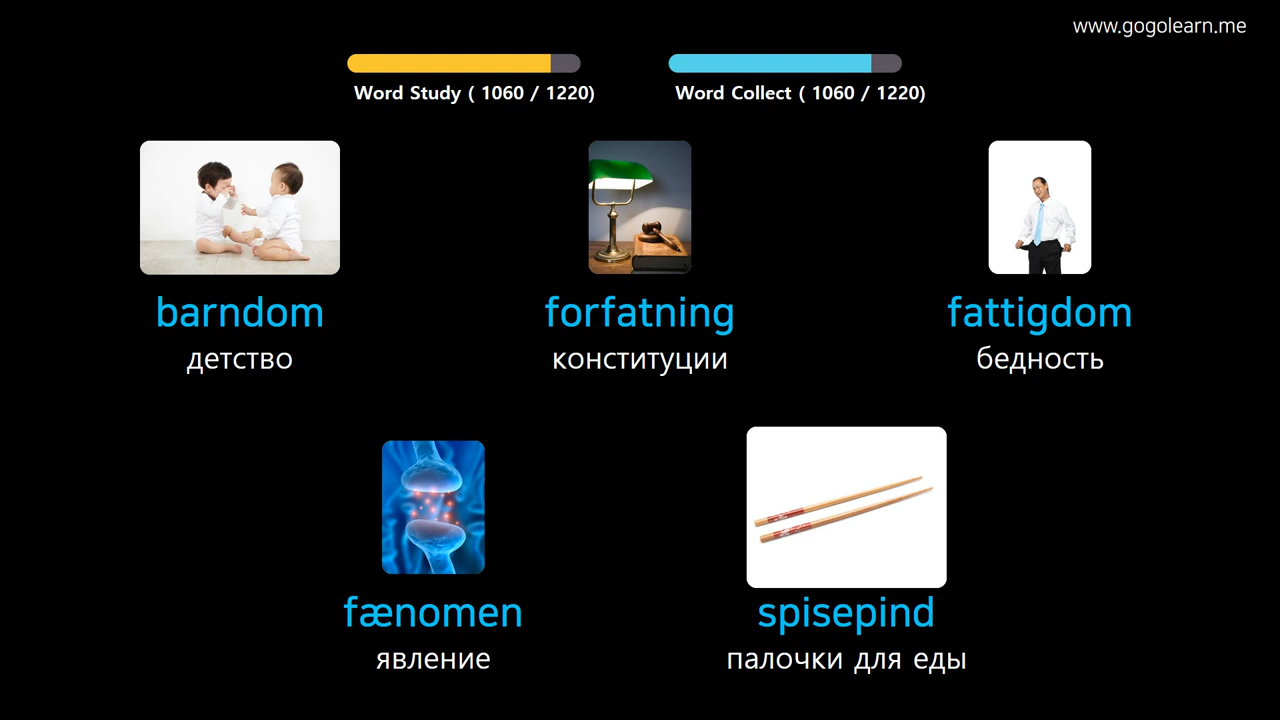 www.gogolearn.me
Word Study ( 1060 / 1220)
Word Collect ( 1060 / 1220)
barndom
детство
forfatning
конституции
fattigdom
бедность
fænomen
явление
spisepind
палочки для еды